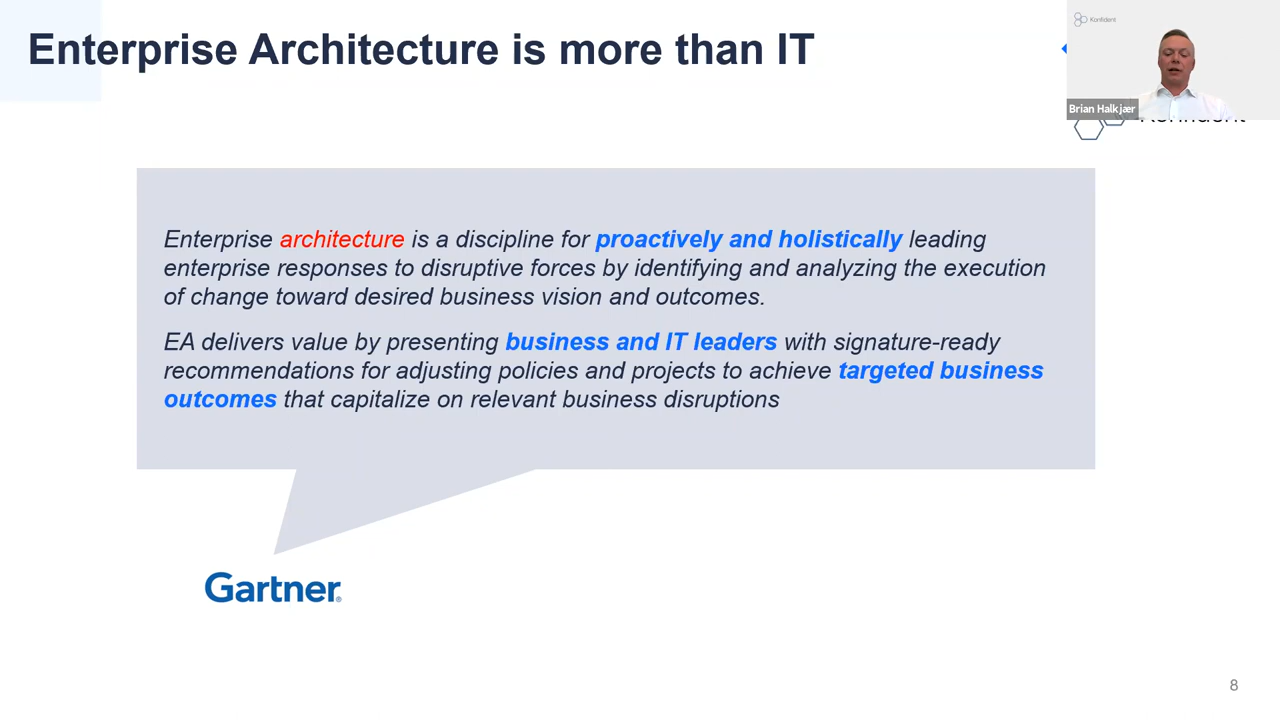 Enterprise Architecture is more than IT
Konfident
Brian Halkjær
Konfident
Enterprise architecture is a discipline for proactively and holistically leading
enterprise responses to disruptive forces by identifying and analyzing the execution
of change toward desired business vision and outcomes.
EA delivers value by presenting business and IT leaders with signature-ready
recommendations for adjusting policies and projects to achieve targeted business
outcomes that capitalize on relevant business disruptions
Gartner®
8